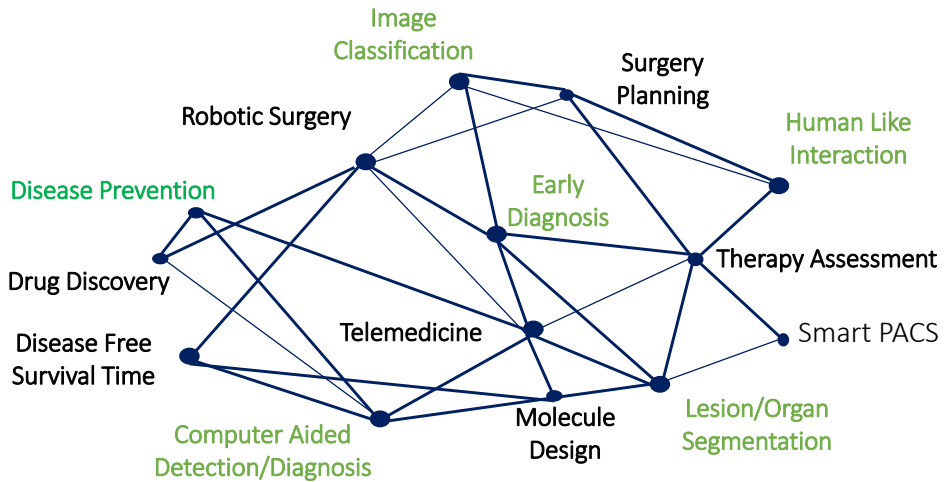 Image
Classification
Surgery
Planning
Robotic Surgery
Human Like
Interaction
Disease Prevention
Early
Diagnosis
Drug Discovery
Therapy Assessment
Telemedicine
Smart PACS
Disease Free
Survival Time
Molecule
Design
Lesion/Organ
Segmentation
Computer Aided
Detection/Diagnosis